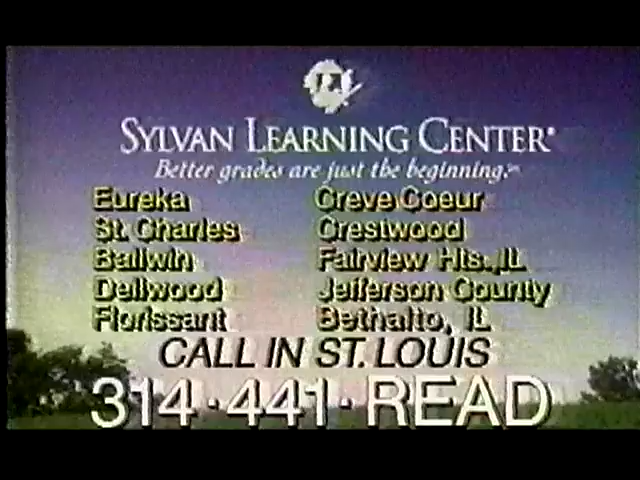 SYLVAN LEARNING CENTER®
Better grades are just the beginning.℠
Eureka Creve Coeur
St. Charles Crestwood
Ballwin Fairview Hts.,IL
Dellwood Jefferson County
Florissant Bethalto, IL
CALL IN ST. LOUIS
314·441·READ